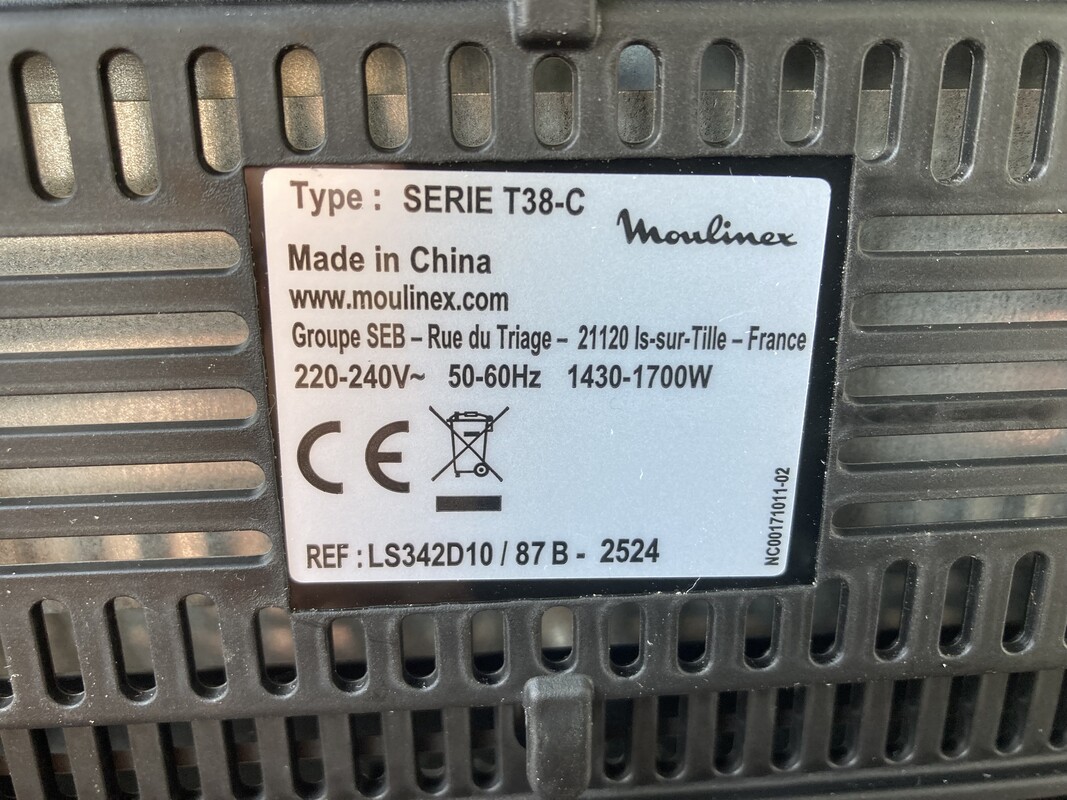 Type : SERIE T38-C
Moulinex
Made in China
www.moulinex.com
Groupe SEB – Rue du Triage – 21120 Is-sur-Tille – France
220-240V~ 50-60Hz 1430-1700W
CE
REF : LS342D10 / 87 B - 2524
NC00171011-02